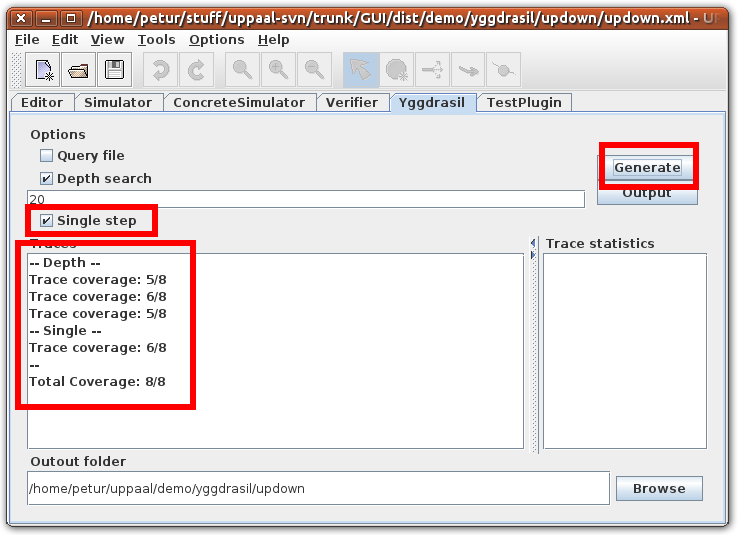 /home/petur/stuff/uppaal-svn/trunk/GUI/dist/demo/yggdrasil/updown/updown.xml - UP
File Edit View Tools Options Help
Editor Simulator ConcreteSimulator Verifier Yggdrasil TestPlugin
Options
Query file
Depth search
20
Single step
Generate
Output
Traces
-- Depth --
Trace coverage: 5/8
Trace coverage: 6/8
Trace coverage: 5/8
-- Single --
Trace coverage: 6/8
--
Total Coverage: 8/8
Trace statistics
Outout folder
/home/petur/uppaal/demo/yggdrasil/updown
Browse